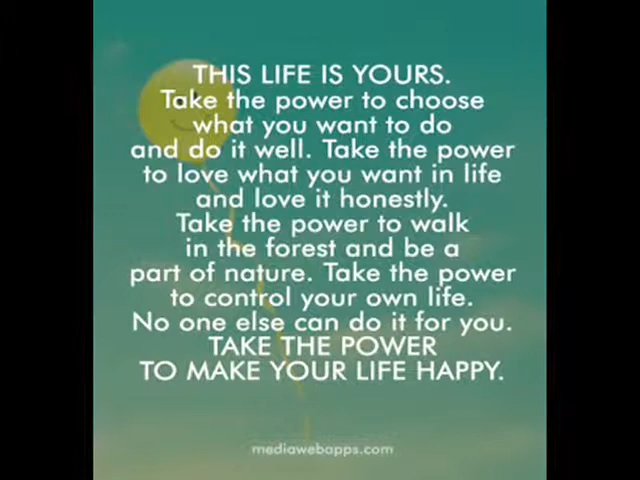 THIS LIFE IS YOURS.
Take the power to choose
what you want to do
and do it well. Take the power
to love what you want in life
and love it honestly.
Take the power to walk
in the forest and be a
part of nature. Take the power
to control your own life.
No one else can do it for you.
TAKE THE POWER
TO MAKE YOUR LIFE HAPPY.
mediawebapps.com